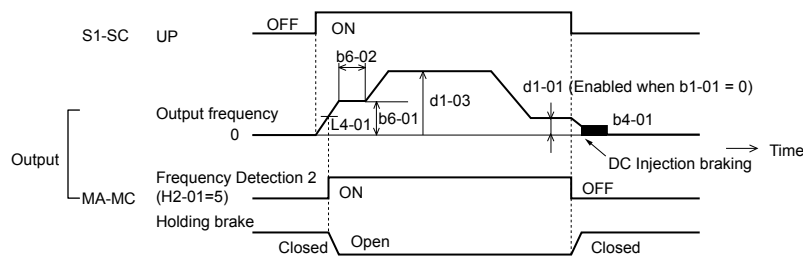 S1-SC UP OFF ON
b6-02
d1-01 (Enabled when b1-01 = 0)
Output frequency
0
L4-01
b6-01
d1-03
b4-01
DC Injection braking
Time
Output
MA-MC
Frequency Detection 2
(H2-01=5)
ON
OFF
Holding brake
Closed
Open
Closed